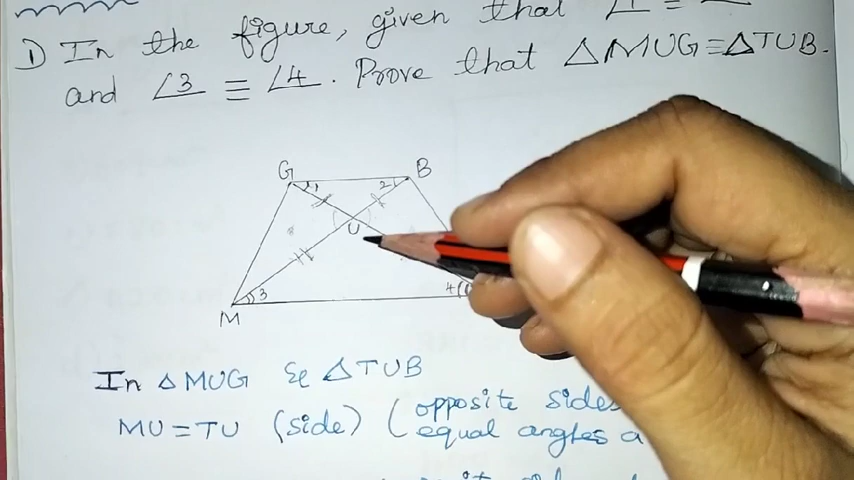 1) In the figure, given that ∠1 ≡
and ∠3 ≡ ∠4. Prove that △MUG ≡ △TUB.
G B
1 2
U
3 4
M
In △MUG & △TUB
MU = TU (side) (opposite sides
equal angles a